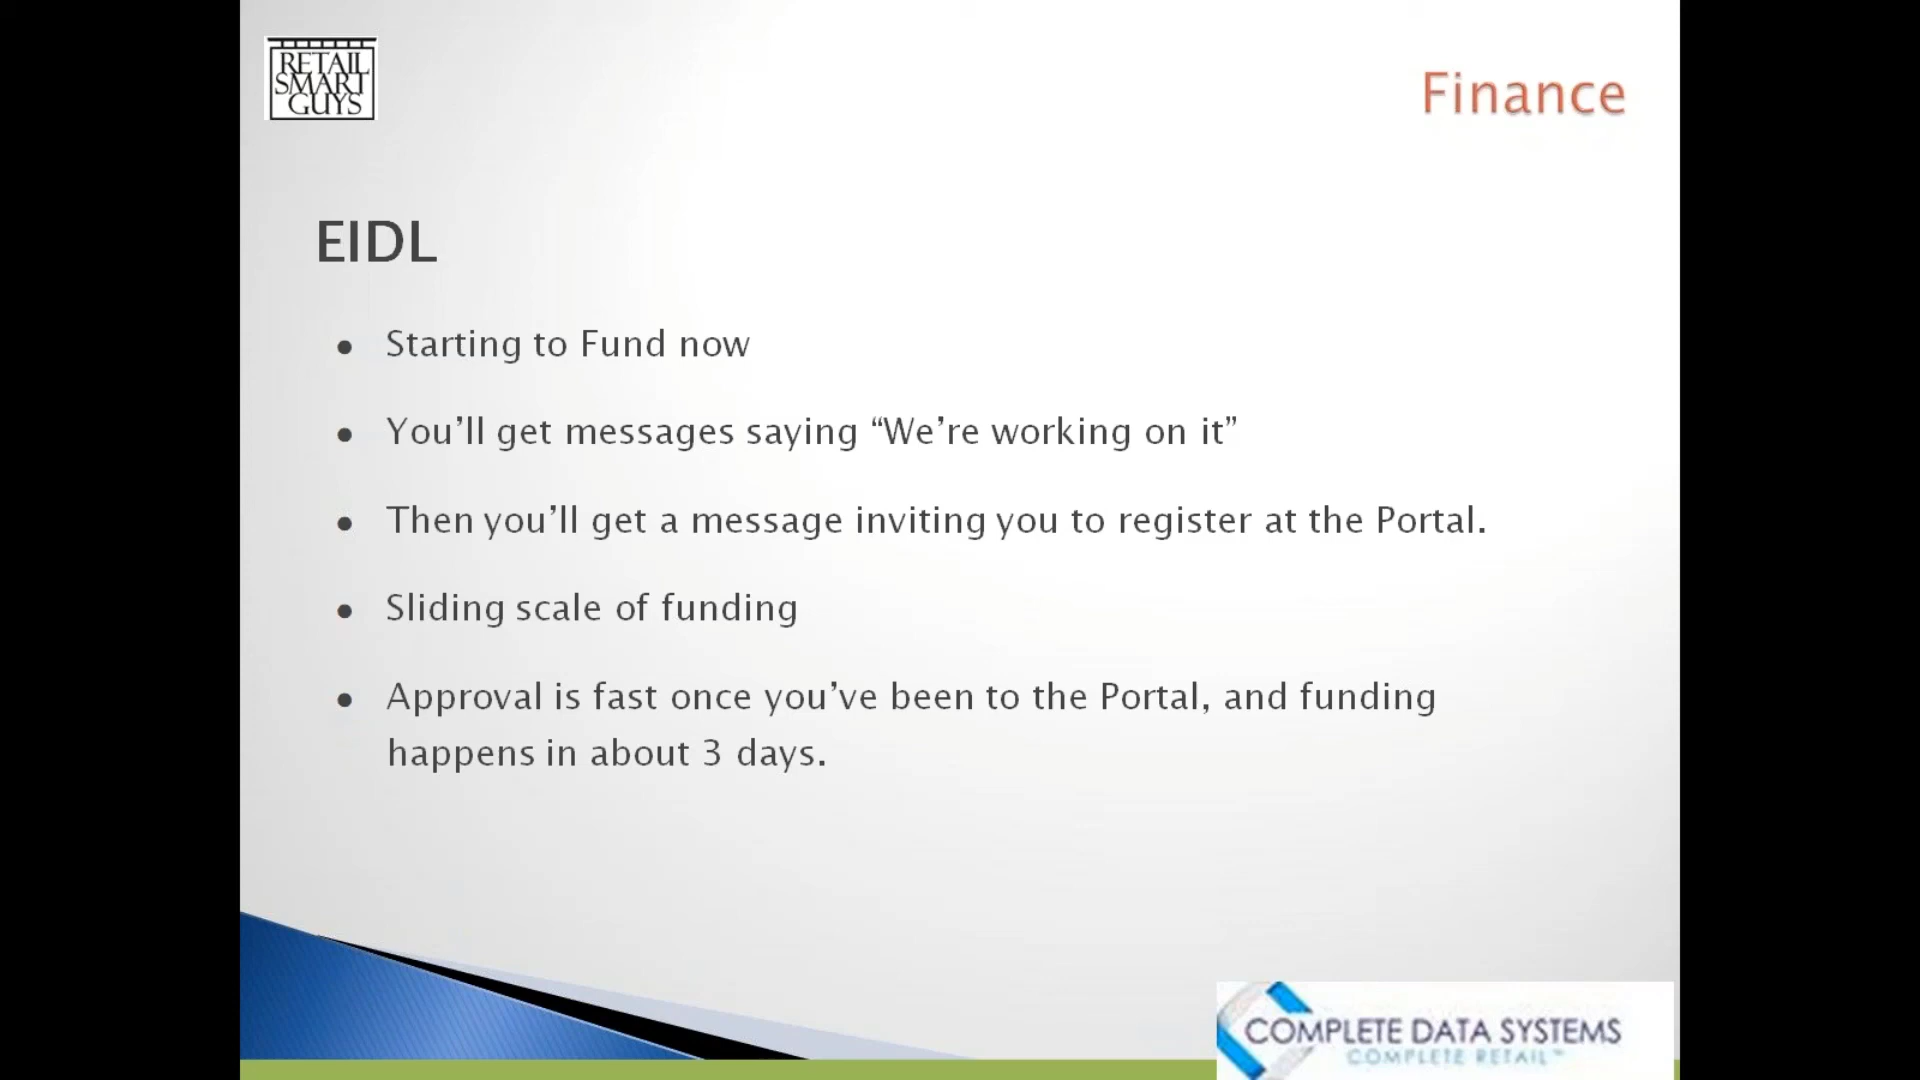 RETAIL
SMART
GUYS
Finance
EIDL
● Starting to Fund now
● You’ll get messages saying “We’re working on it”
● Then you’ll get a message inviting you to register at the Portal.
● Sliding scale of funding
● Approval is fast once you’ve been to the Portal, and funding
happens in about 3 days.
COMPLETE DATA SYSTEMS
COMPLETE RETAIL™